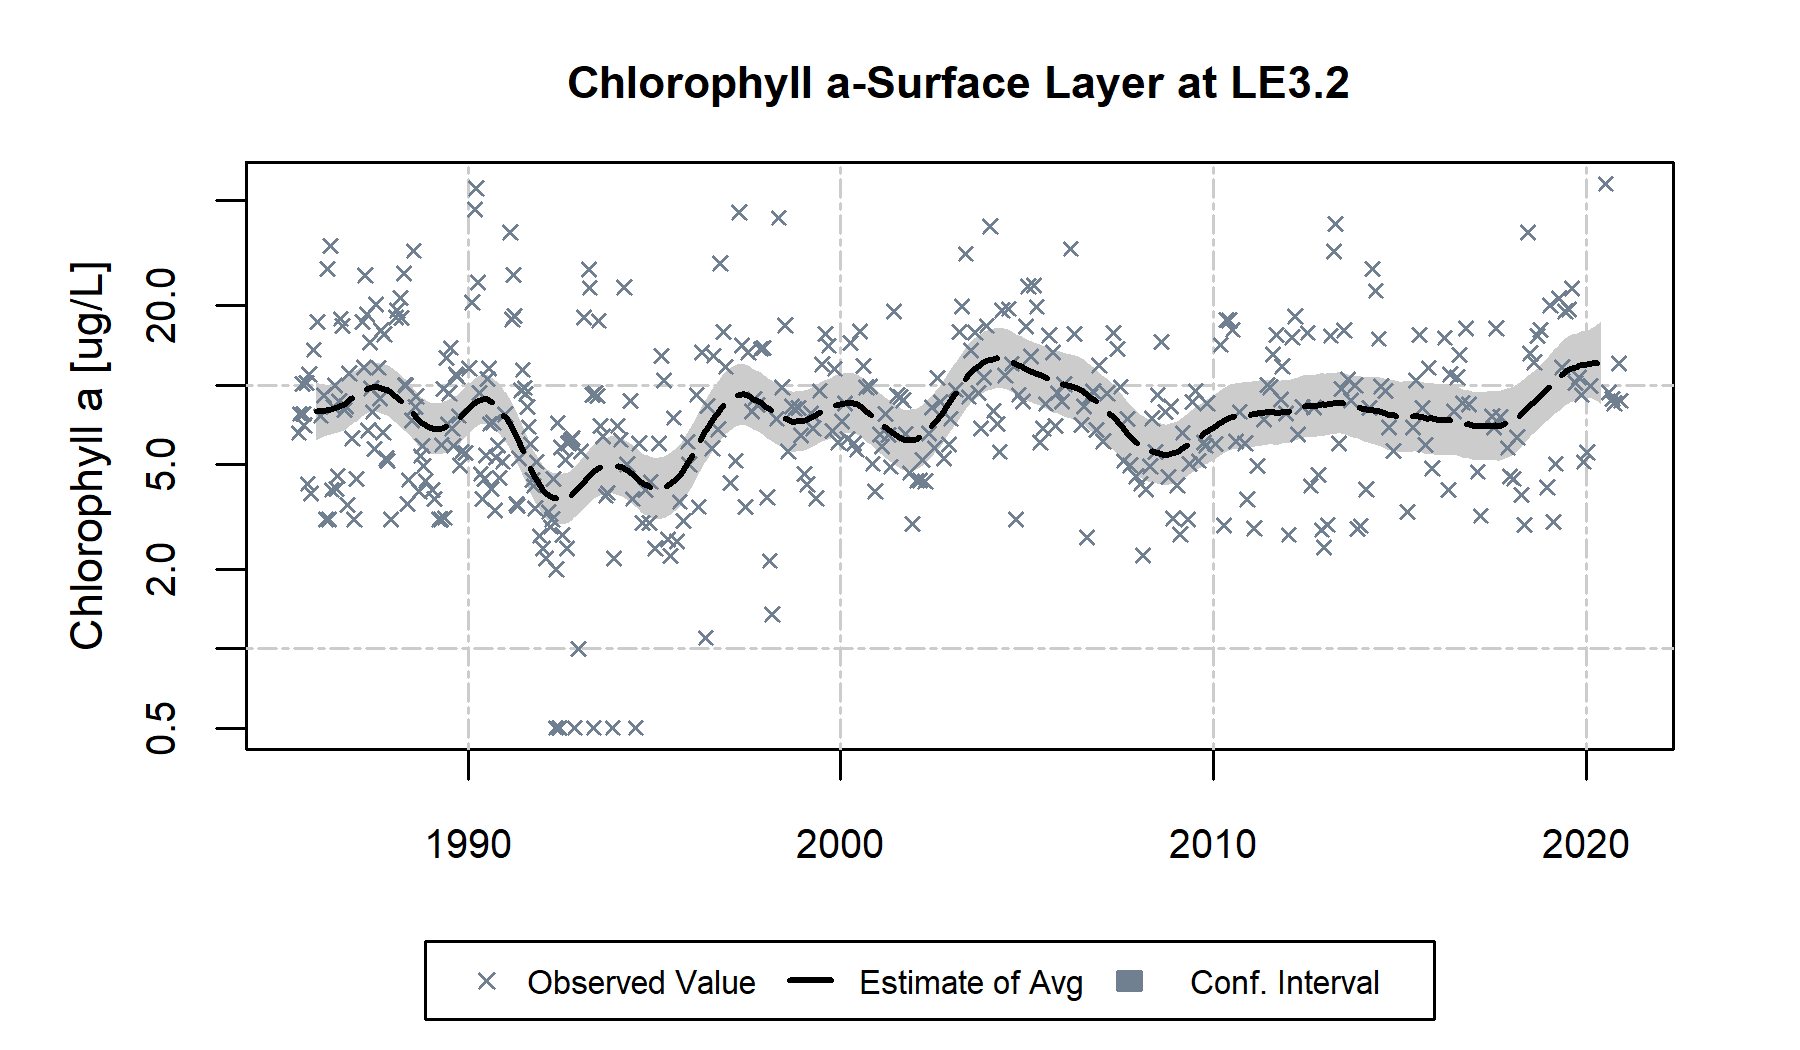 Chlorophyll a-Surface Layer at LE3.2
Chlorophyll a [ug/L]
20.0
5.0
2.0
0.5
1990 2000 2010 2020
Observed Value Estimate of Avg Conf. Interval